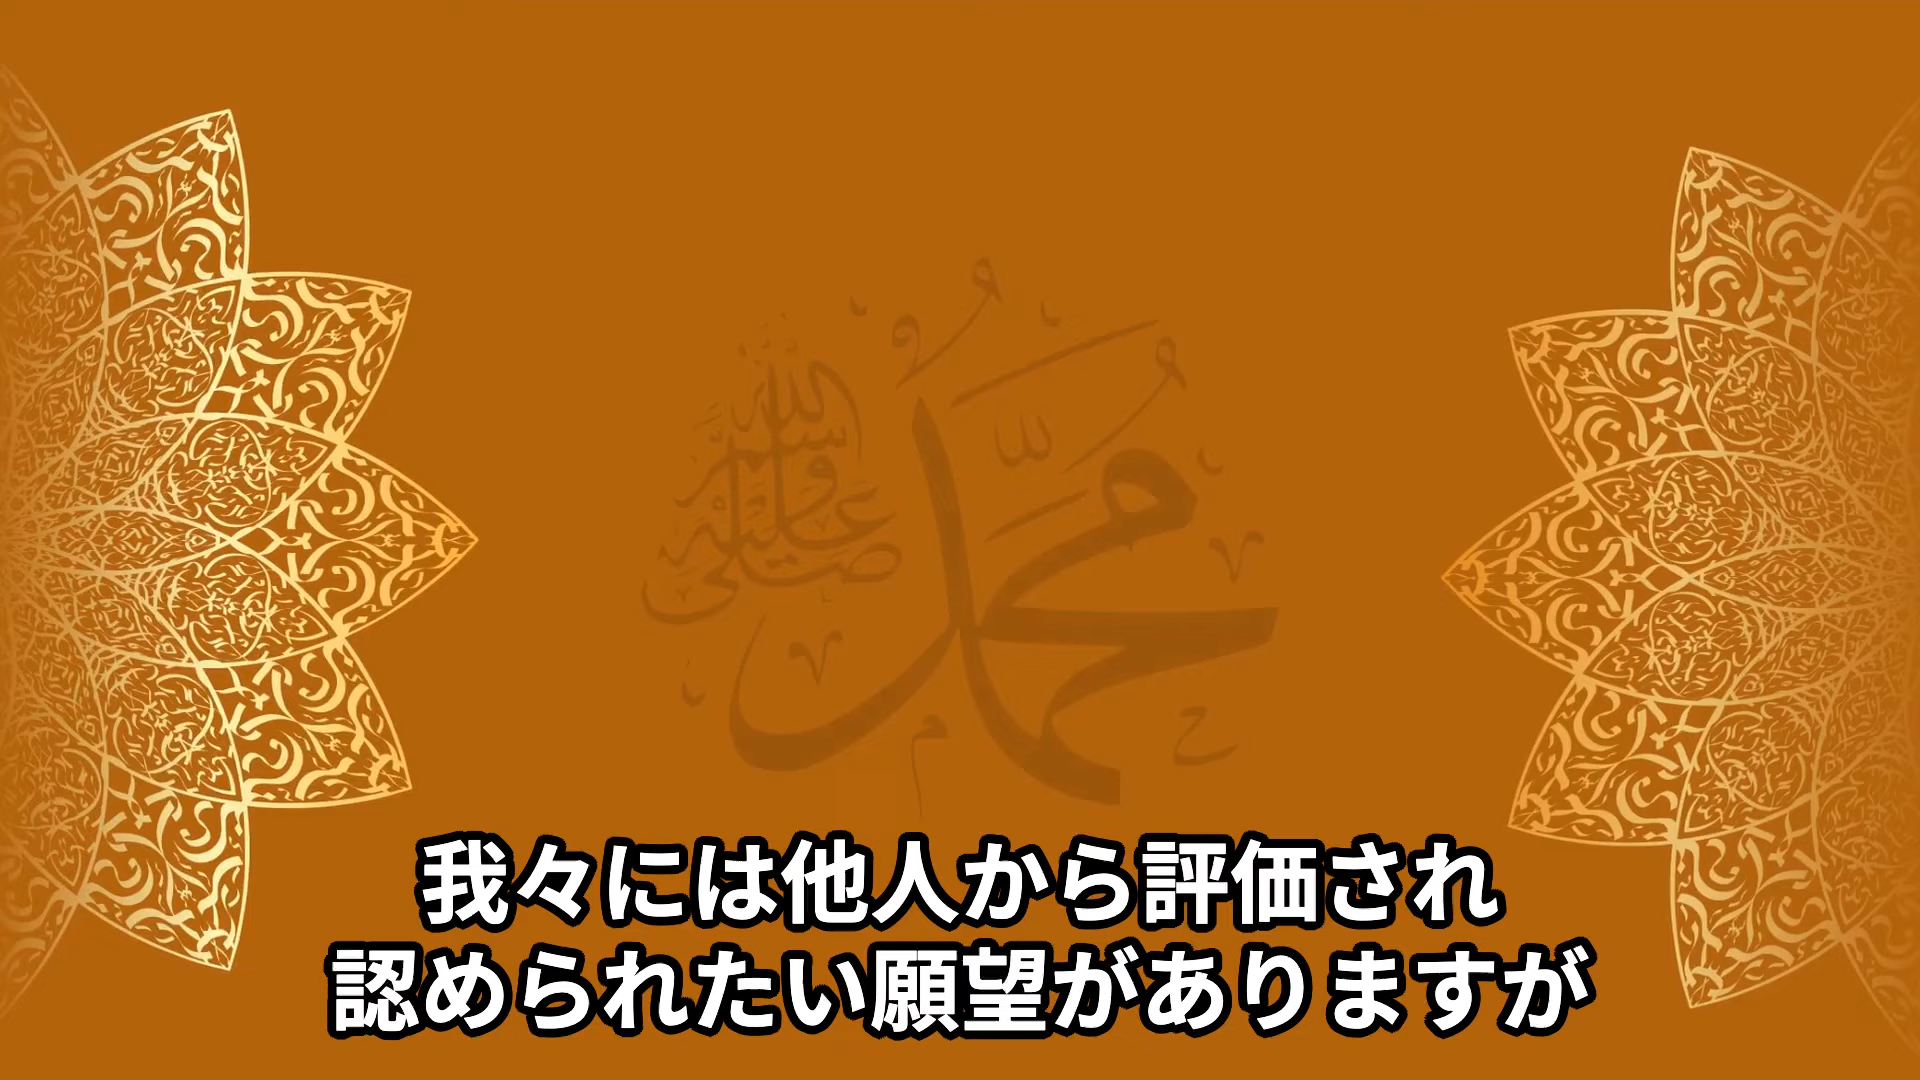 محمد
صلى الله عليه وسلم
我々には他人から評価され
認められたい願望がありますが